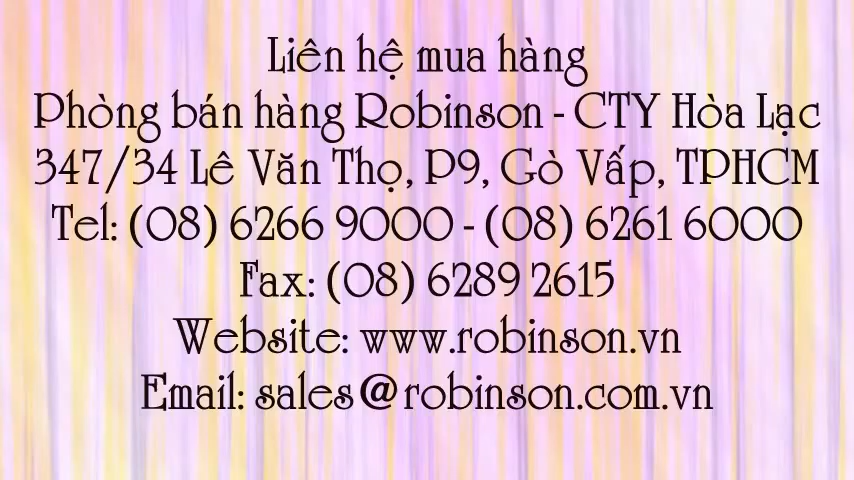 Liên hệ mua hàng
Phòng bán hàng Robinson - CTY Hòa Lạc
347/34 Lê Văn Thọ, P9, Gò Vấp, TPHCM
Tel: (08) 6266 9000 - (08) 6261 6000
Fax: (08) 6289 2615
Website: www.robinson.vn
Email: sales@robinson.com.vn